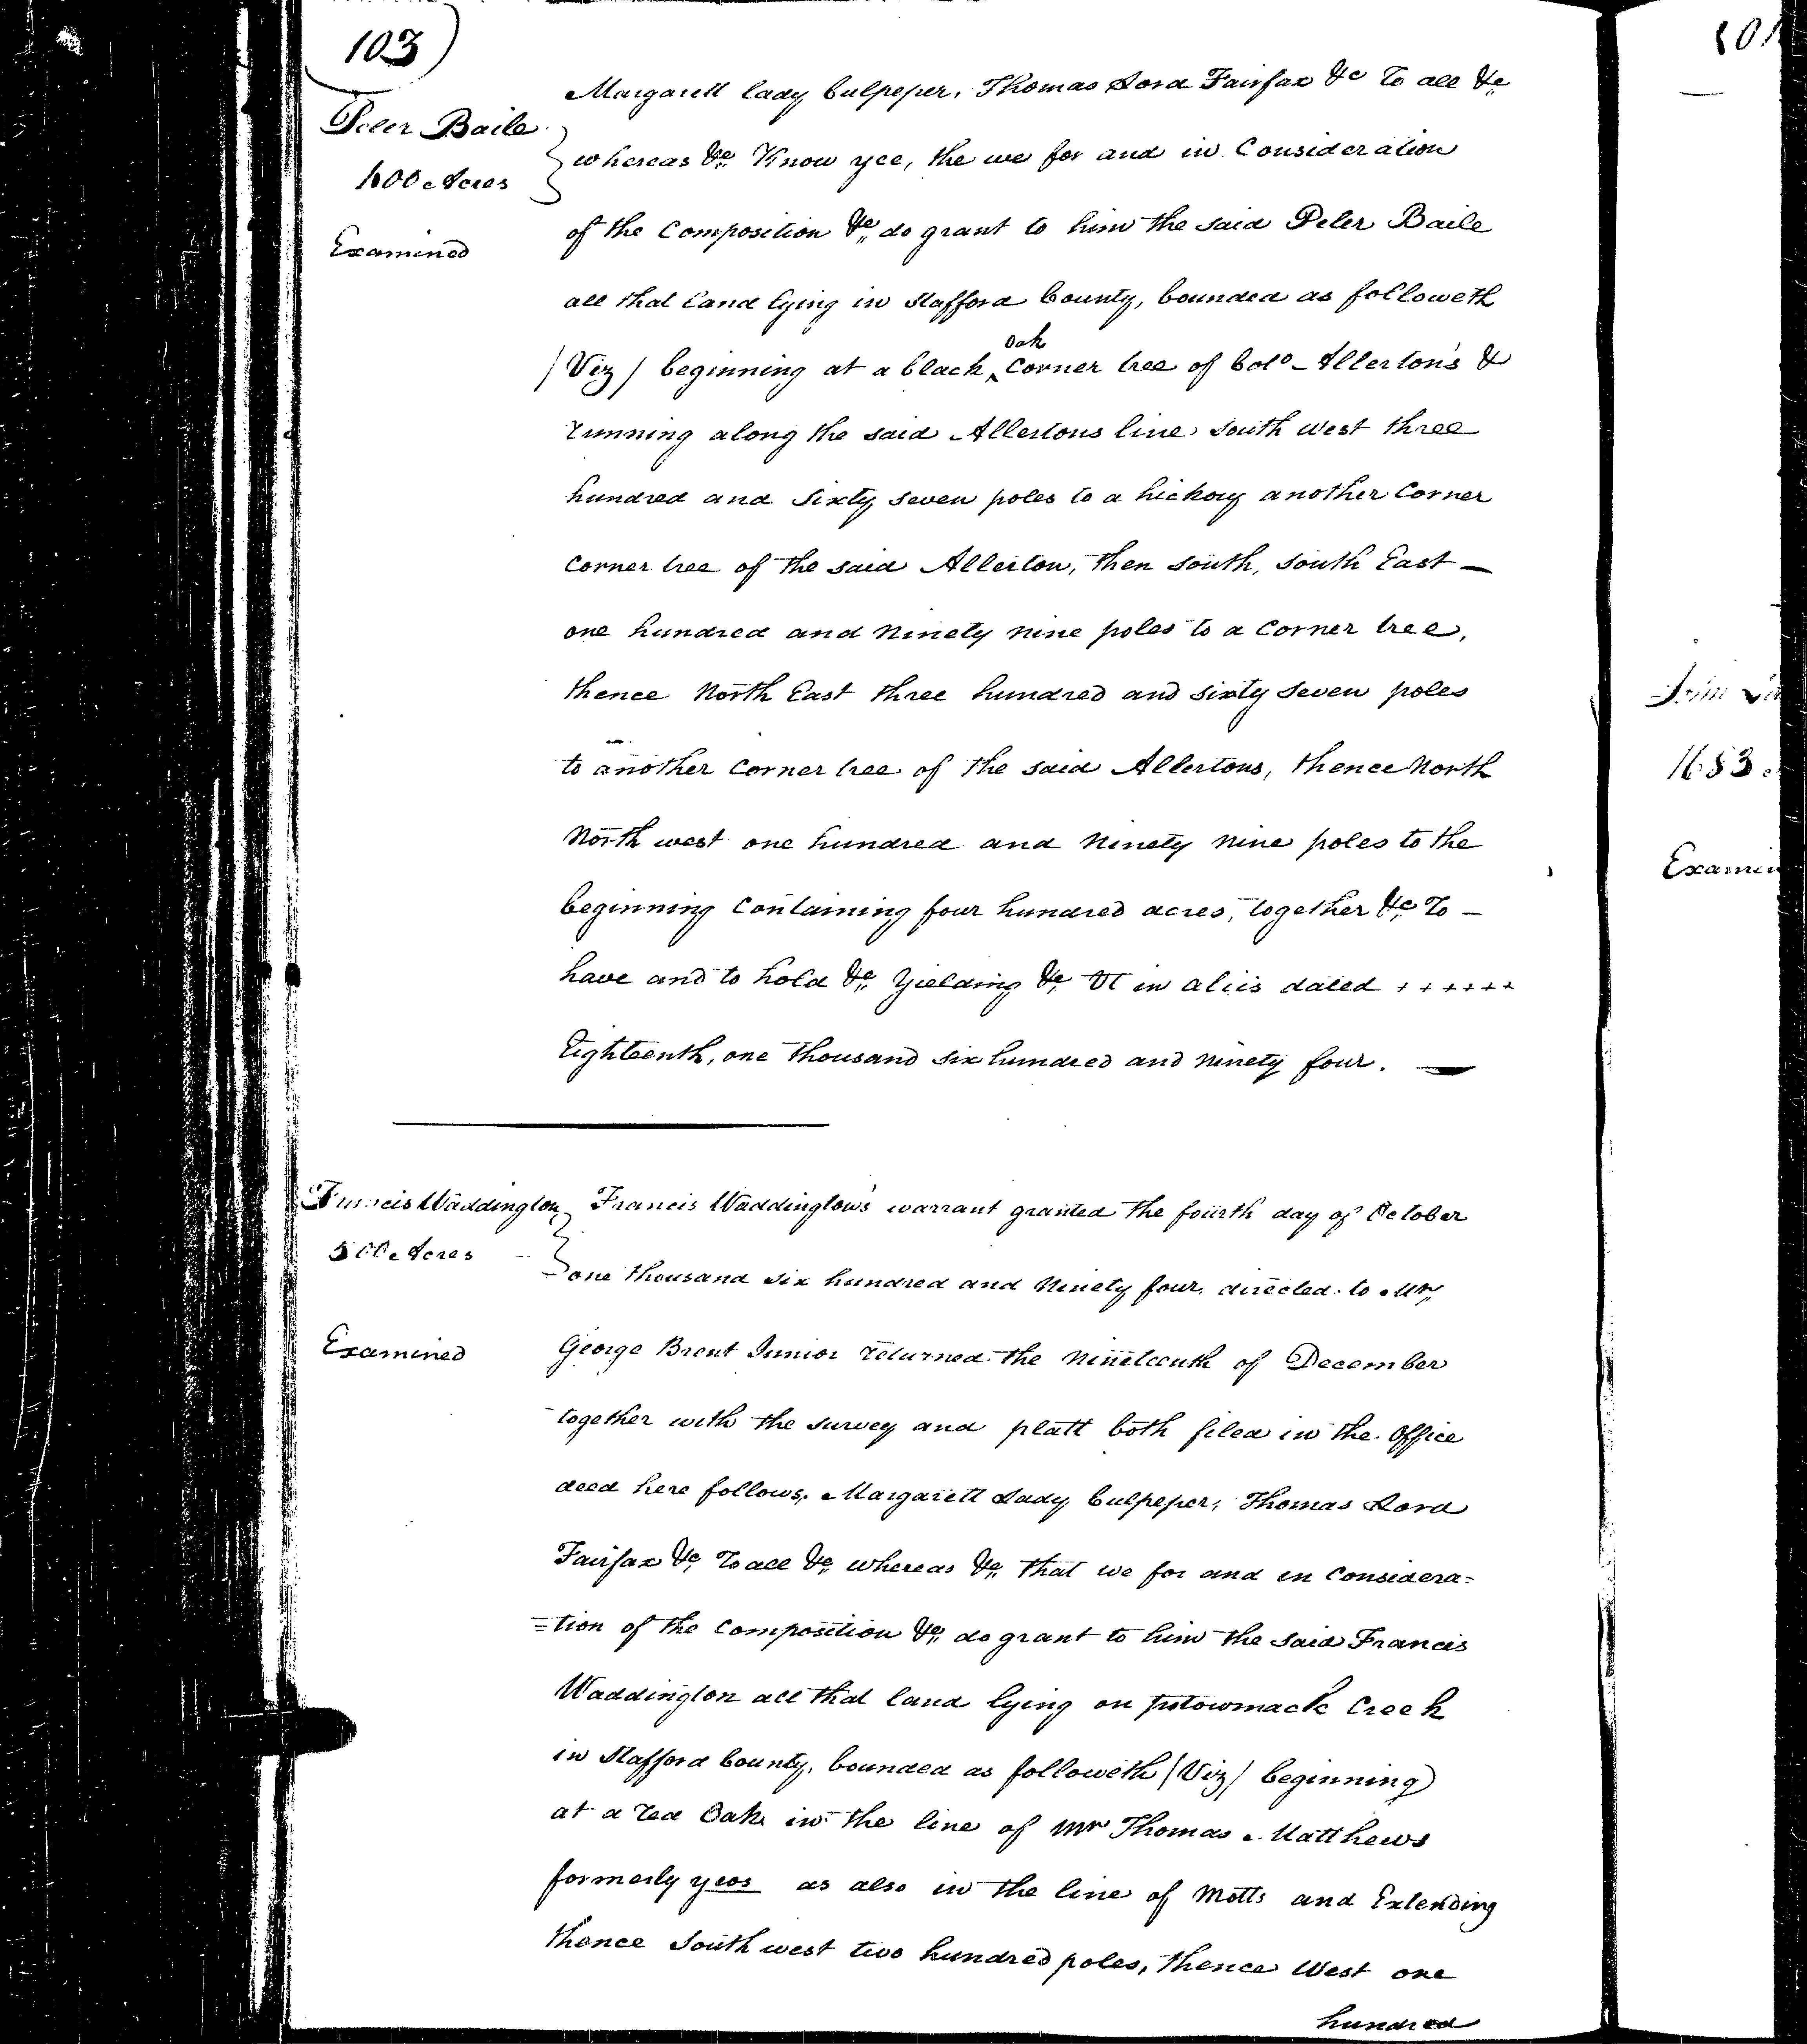 103)
Peter Baile
400 Acres
Examined
Margarett lady Culpeper, Thomas Lord Fairfax &c To all &c
whereas &c Know yee, the we for and in Consideration
of the Composition &c do grant to him the said Peter Baile
all that land lying in Stafford County, bounded as followeth
Oak
(Viz) beginning at a black ‸ Corner tree of Colo Allerton's &
running along the said Allertons line South West three
hundred and Sixty Seven poles to a hickory another Corner
Corner tree of the said Allerton, then South, South East —
one hundred and Ninety nine poles to a Corner tree,
thence North East three hundred and sixty Seven poles
to another Corner tree of the said Allertons, thence North
North west one hundred and Ninety nine poles to the
beginning Containing four hundred acres, together &c To —
have and to hold &c Yielding &c Ut in aliis dated + + + + + +
Eighteenth, one thousand six hundred and Ninety four. —
Francis Waddington
500 Acres
Examined
Francis Waddington's warrant granted the fourth day of October
one thousand six hundred and Ninety four, directed to Mr
George Brent Junior returned the Nineteenth of December
together with the survey and platt both filed in the Office
deed here follows. Margarett Lady Culpeper, Thomas Lord
Fairfax &c To all &c whereas &c that we for and in Considera=
=tion of the Composition &c do grant to him the said Francis
Waddington all that land lying on potowmack Creek
in Stafford County, bounded as followeth (Viz) beginning
at a red Oak in the line of Mr Thomas Matthews
formerly yeos as also in the line of Motts and Extending
thence South west two hundred poles, thence West one
hundred
1683